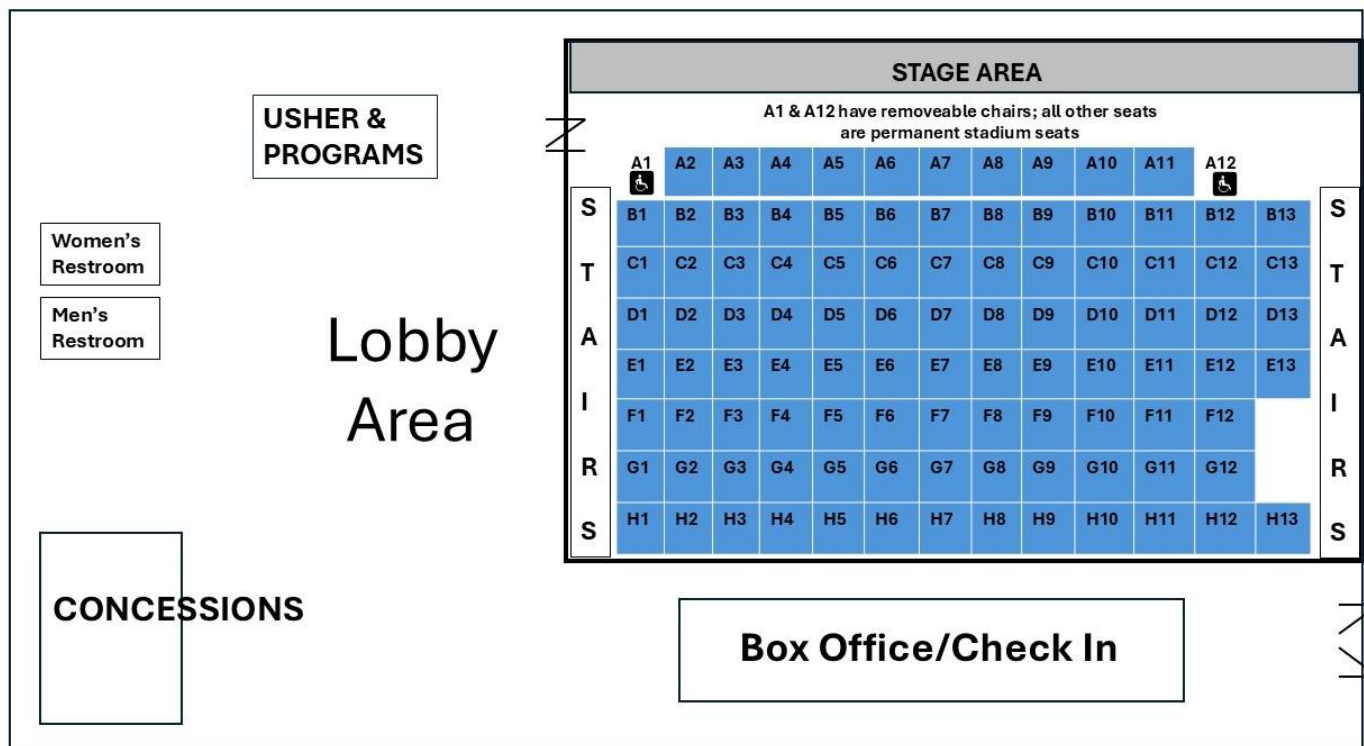 STAGE AREA
USHER &
PROGRAMS
A1 & A12 have removeable chairs; all other seats
are permanent stadium seats
A1 A2 A3 A4 A5 A6 A7 A8 A9 A10 A11 A12
S
T
A
I
R
S
B1 B2 B3 B4 B5 B6 B7 B8 B9 B10 B11 B12 B13
C1 C2 C3 C4 C5 C6 C7 C8 C9 C10 C11 C12 C13
D1 D2 D3 D4 D5 D6 D7 D8 D9 D10 D11 D12 D13
E1 E2 E3 E4 E5 E6 E7 E8 E9 E10 E11 E12 E13
F1 F2 F3 F4 F5 F6 F7 F8 F9 F10 F11 F12
G1 G2 G3 G4 G5 G6 G7 G8 G9 G10 G11 G12
H1 H2 H3 H4 H5 H6 H7 H8 H9 H10 H11 H12 H13
S
T
A
I
R
S
Women's
Restroom
Men's
Restroom
Lobby
Area
CONCESSIONS
Box Office/Check In